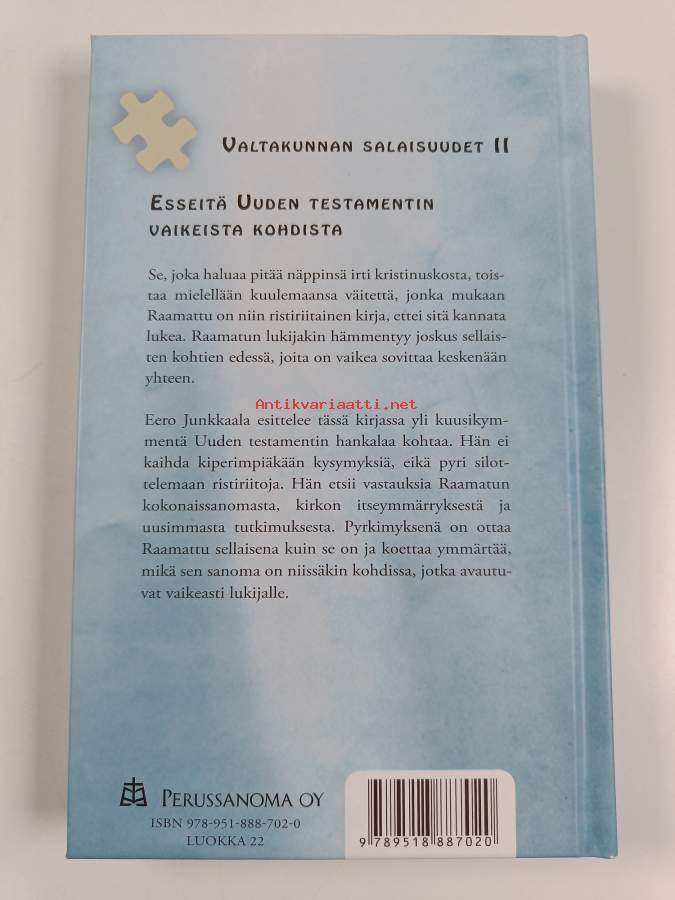 Valtakunnan salaisuudet II
Esseitä Uuden testamentin
vaikeista kohdista
Se, joka haluaa pitää näppinsä irti kristinuskosta, tois-
taa mielellään kuulemaansa väitettä, jonka mukaan
Raamattu on niin ristiriitainen kirja, ettei sitä kannata
lukea. Raamatun lukijakin hämmentyy joskus sellais-
ten kohtien edessä, joita on vaikea sovittaa keskenään
yhteen.
Antikvariaatti.net
Eero Junkkaala esittelee tässä kirjassa yli kuusikym-
mentä Uuden testamentin hankalaa kohtaa. Hän ei
kaihda kiperimpiäkään kysymyksiä, eikä pyri silot-
telemaan ristiriitoja. Hän etsii vastauksia Raamatun
kokonaissanomasta, kirkon itseymmärryksestä ja
uusimmasta tutkimuksesta. Pyrkimyksenä on ottaa
Raamattu sellaisena kuin se on ja koettaa ymmärtää,
mikä sen sanoma on niissäkin kohdissa, jotka avautu-
vat vaikeasti lukijalle.
Perussanoma Oy
ISBN 978-951-888-702-0
LUOKKA 22
9 789518 887020